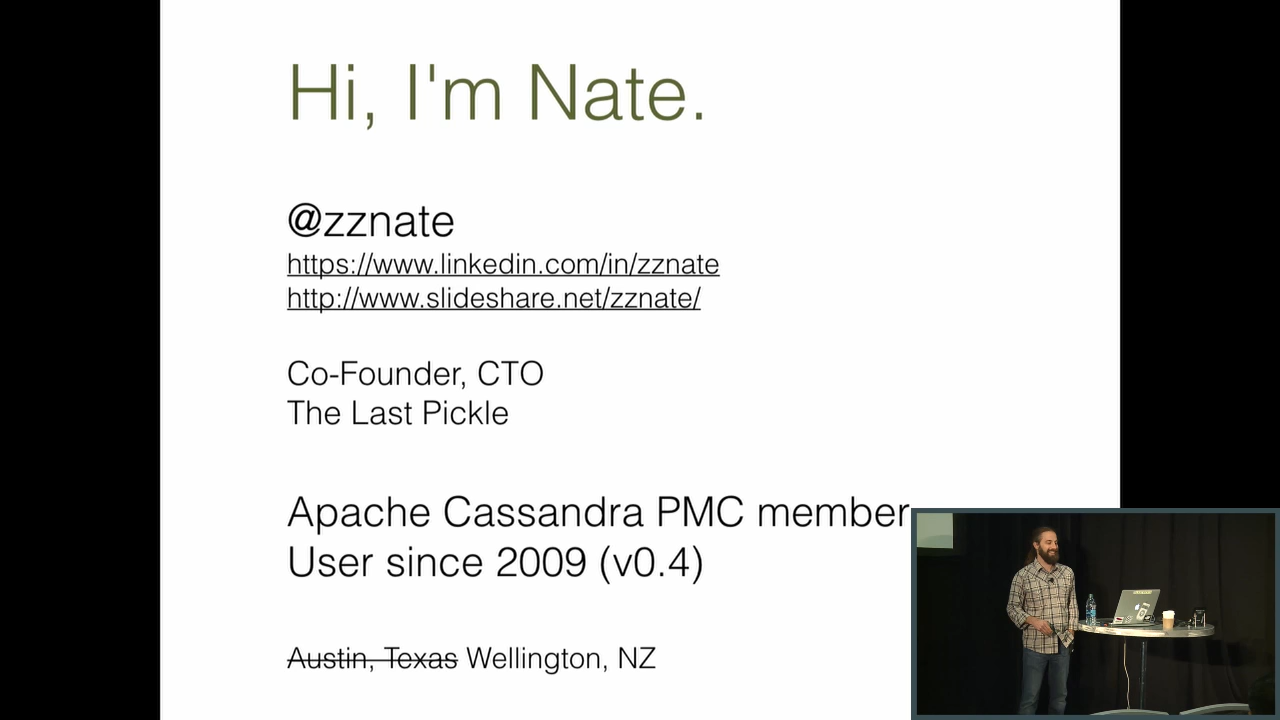 Hi, I'm Nate.
@zznate
https://www.linkedin.com/in/zznate
http://www.slideshare.net/zznate/
Co-Founder, CTO
The Last Pickle
Apache Cassandra PMC member
User since 2009 (v0.4)
Austin, Texas Wellington, NZ